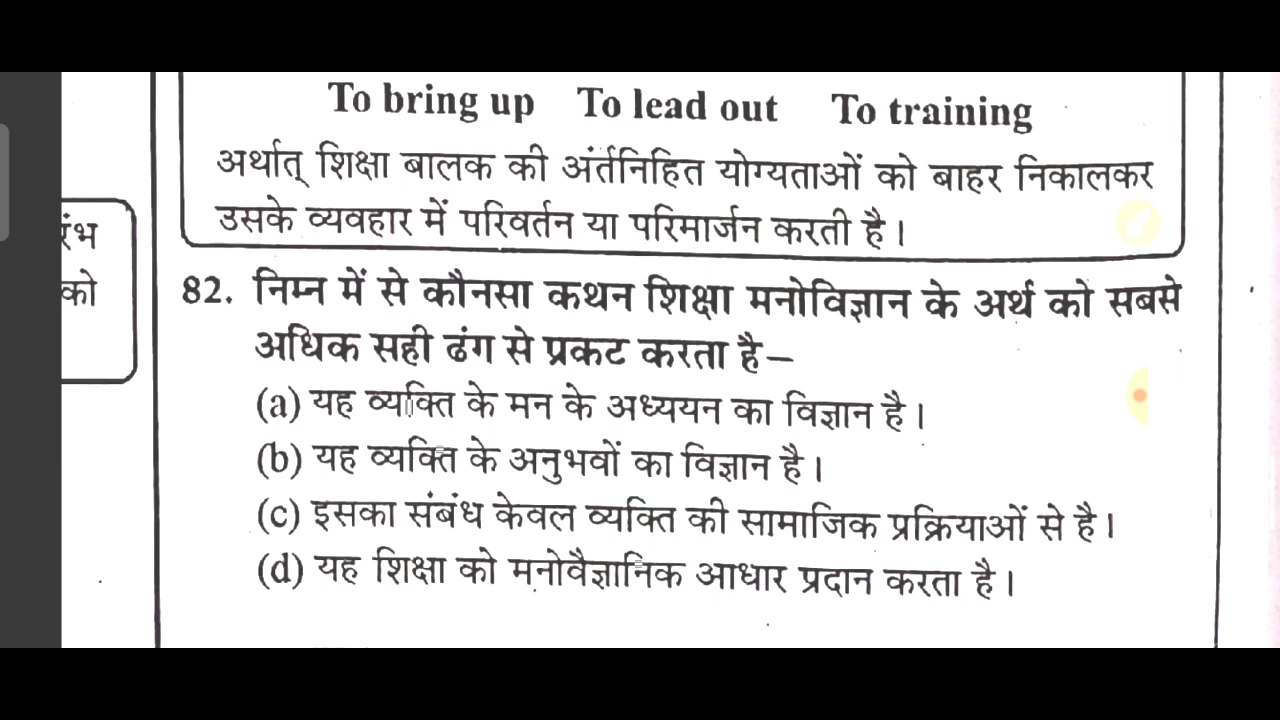 To bring up To lead out To training
अर्थात् शिक्षा बालक की अंर्तनिहित योग्यताओं को बाहर निकालकर
उसके व्यवहार में परिवर्तन या परिमार्जन करती है।
रंभ
को
82. निम्न में से कौनसा कथन शिक्षा मनोविज्ञान के अर्थ को सबसे
अधिक सही ढंग से प्रकट करता है–
(a) यह व्यक्ति के मन के अध्ययन का विज्ञान है।
(b) यह व्यक्ति के अनुभवों का विज्ञान है।
(c) इसका संबंध केवल व्यक्ति की सामाजिक प्रक्रियाओं से है।
(d) यह शिक्षा को मनोवैज्ञानिक आधार प्रदान करता है।